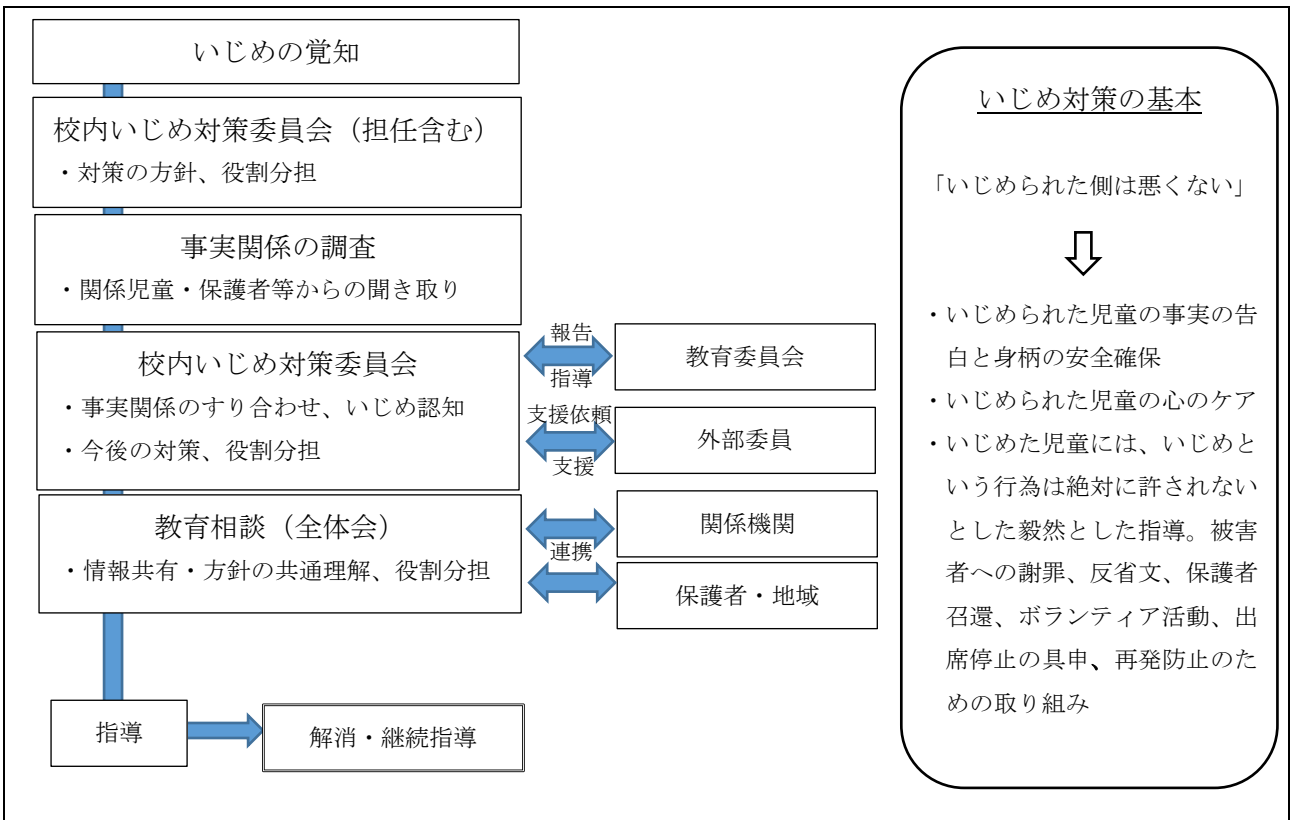 いじめの覚知
校内いじめ対策委員会（担任含む）
・対策の方針、役割分担
事実関係の調査
・関係児童・保護者等からの聞き取り
校内いじめ対策委員会
・事実関係のすり合わせ、いじめ認知
・今後の対策、役割分担
報告
指導
教育委員会
支援依頼
支援
外部委員
教育相談（全体会）
・情報共有・方針の共通理解、役割分担
連携
関係機関
保護者・地域
指導
解消・継続指導
いじめ対策の基本
「いじめられた側は悪くない」
・いじめられた児童の事実の告
白と身柄の安全確保
・いじめられた児童の心のケア
・いじめた児童には、いじめと
いう行為は絶対に許されない
とした毅然とした指導。被害
者への謝罪、反省文、保護者
召還、ボランティア活動、出
席停止の具申、再発防止のた
めの取り組み